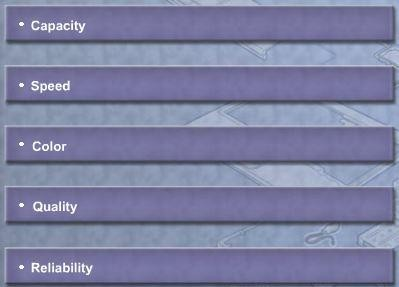 • Capacity
• Speed
• Color
• Quality
• Reliability